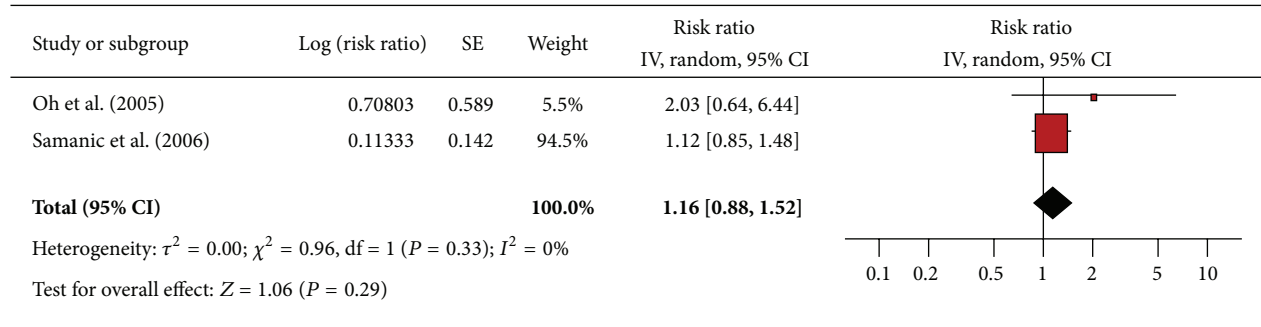 Study or subgroup Log (risk ratio) SE Weight Risk ratio IV, random, 95% CI Risk ratio IV, random, 95% CI
Oh et al. (2005) 0.70803 0.589 5.5% 2.03 [0.64, 6.44]
Samanic et al. (2006) 0.11333 0.142 94.5% 1.12 [0.85, 1.48]
Total (95% CI) 100.0% 1.16 [0.88, 1.52]
Heterogeneity: τ² = 0.00; χ² = 0.96, df = 1 (P = 0.33); I² = 0%
Test for overall effect: Z = 1.06 (P = 0.29)
0.1 0.2 0.5 1 2 5 10